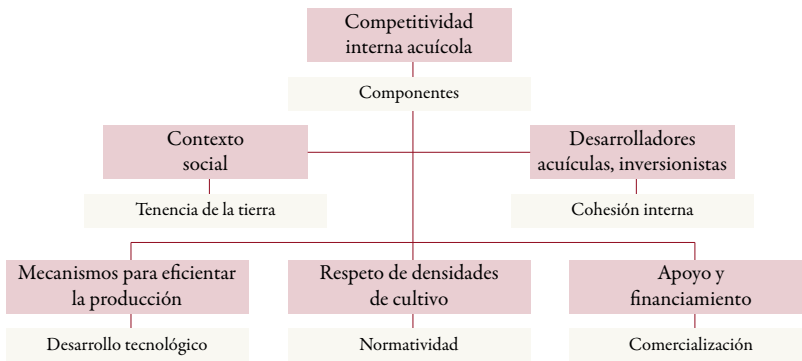 Competitividad
interna acuícola
Componentes
Contexto
social
Tenencia de la tierra
Desarrolladores
acuículas, inversionistas
Cohesión interna
Mecanismos para eficientar
la producción
Desarrollo tecnológico
Respeto de densidades
de cultivo
Normatividad
Apoyo y
financiamiento
Comercialización